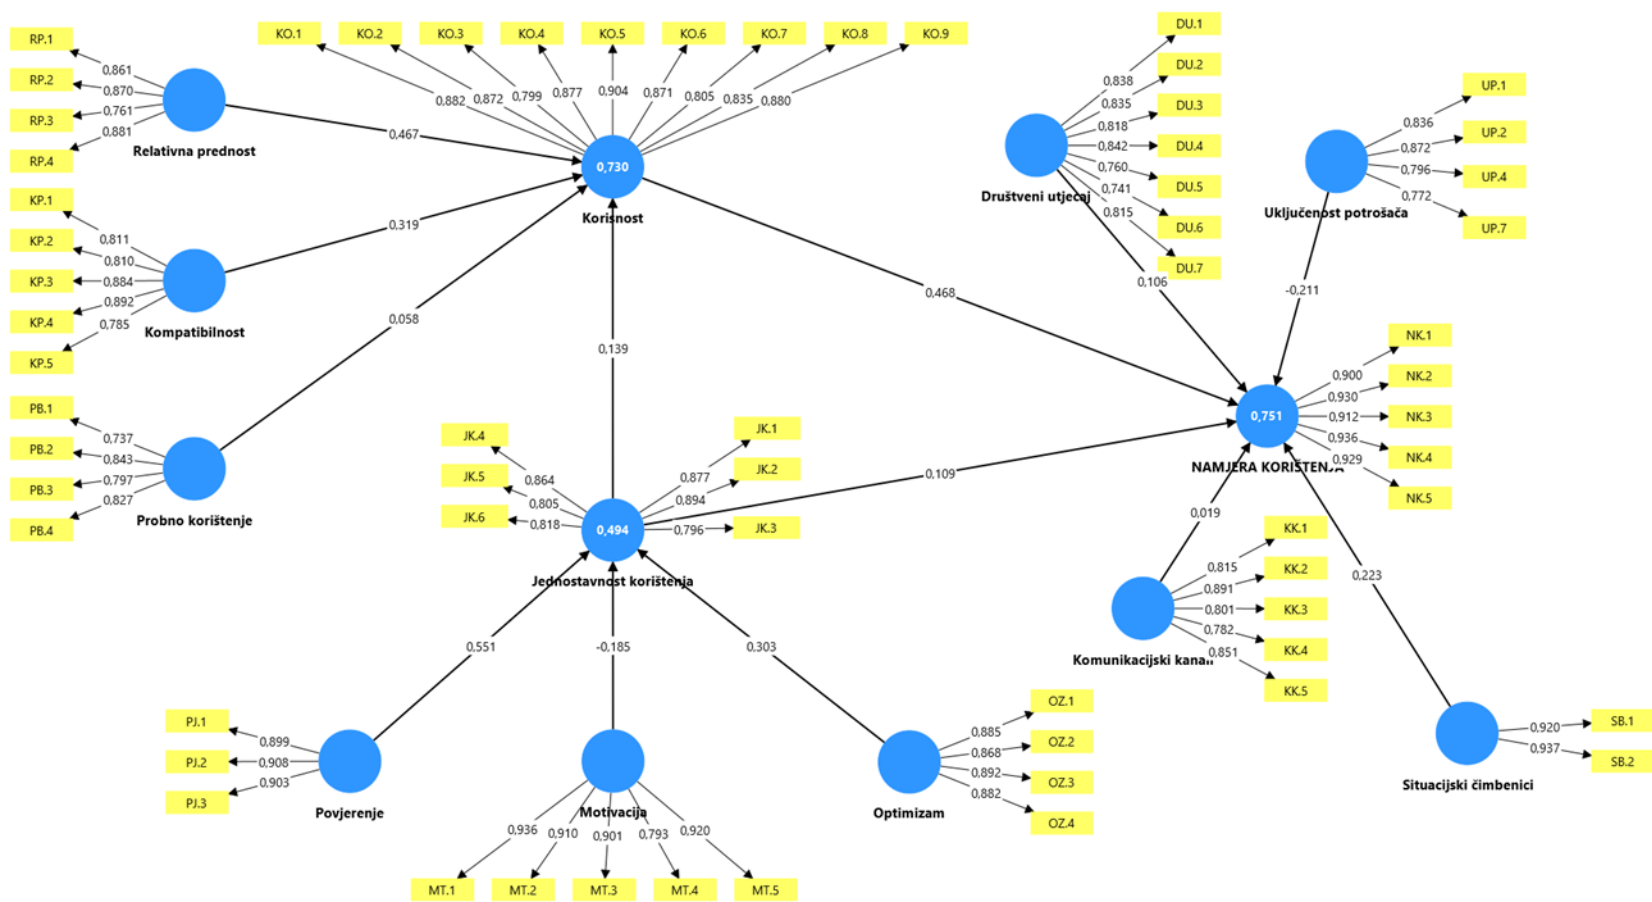 RP.1
RP.2
RP.3
RP.4
0,861
0,870
0,761
0,881
Relativna prednost
0,467
KO.1
KO.2
KO.3
KO.4
KO.5
KO.6
KO.7
KO.8
KO.9
0,882
0,872
0,799
0,877
0,904
0,871
0,805
0,835
0,880
0,730
Korisnost
KP.1
KP.2
KP.3
KP.4
KP.5
0,811
0,810
0,884
0,892
0,785
Kompatibilnost
0,319
PB.1
PB.2
PB.3
PB.4
0,737
0,843
0,797
0,827
Probno korištenje
0,058
0,139
0,468
DU.1
DU.2
DU.3
DU.4
DU.5
DU.6
DU.7
0,838
0,835
0,818
0,842
0,760
0,741
0,815
Društveni utjecaj
0,106
UP.1
UP.2
UP.4
UP.7
0,836
0,872
0,796
0,772
Uključenost potrošača
-0,211
NK.1
NK.2
NK.3
NK.4
NK.5
0,900
0,930
0,912
0,936
0,929
0,751
NAMJERA KORIŠTENJA
JK.4
JK.5
JK.6
0,864
0,805
0,818
JK.1
JK.2
JK.3
0,877
0,894
0,796
0,494
Jednostavnost korištenja
0,109
0,019
KK.1
KK.2
KK.3
KK.4
KK.5
0,815
0,891
0,801
0,782
0,851
Komunikacijski kanali
0,223
0,551
-0,185
0,303
PJ.1
PJ.2
PJ.3
0,899
0,908
0,903
Povjerenje
Motivacija
0,936
0,910
0,901
0,793
0,920
MT.1
MT.2
MT.3
MT.4
MT.5
OZ.1
OZ.2
OZ.3
OZ.4
0,885
0,868
0,892
0,882
Optimizam
SB.1
SB.2
0,920
0,937
Situacijski čimbenici